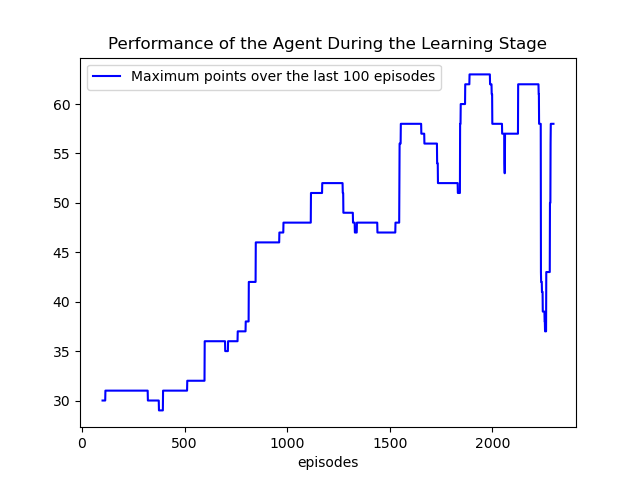 Performance of the Agent During the Learning Stage
Maximum points over the last 100 episodes
60
55
50
45
40
35
30
0 500 1000 1500 2000
episodes